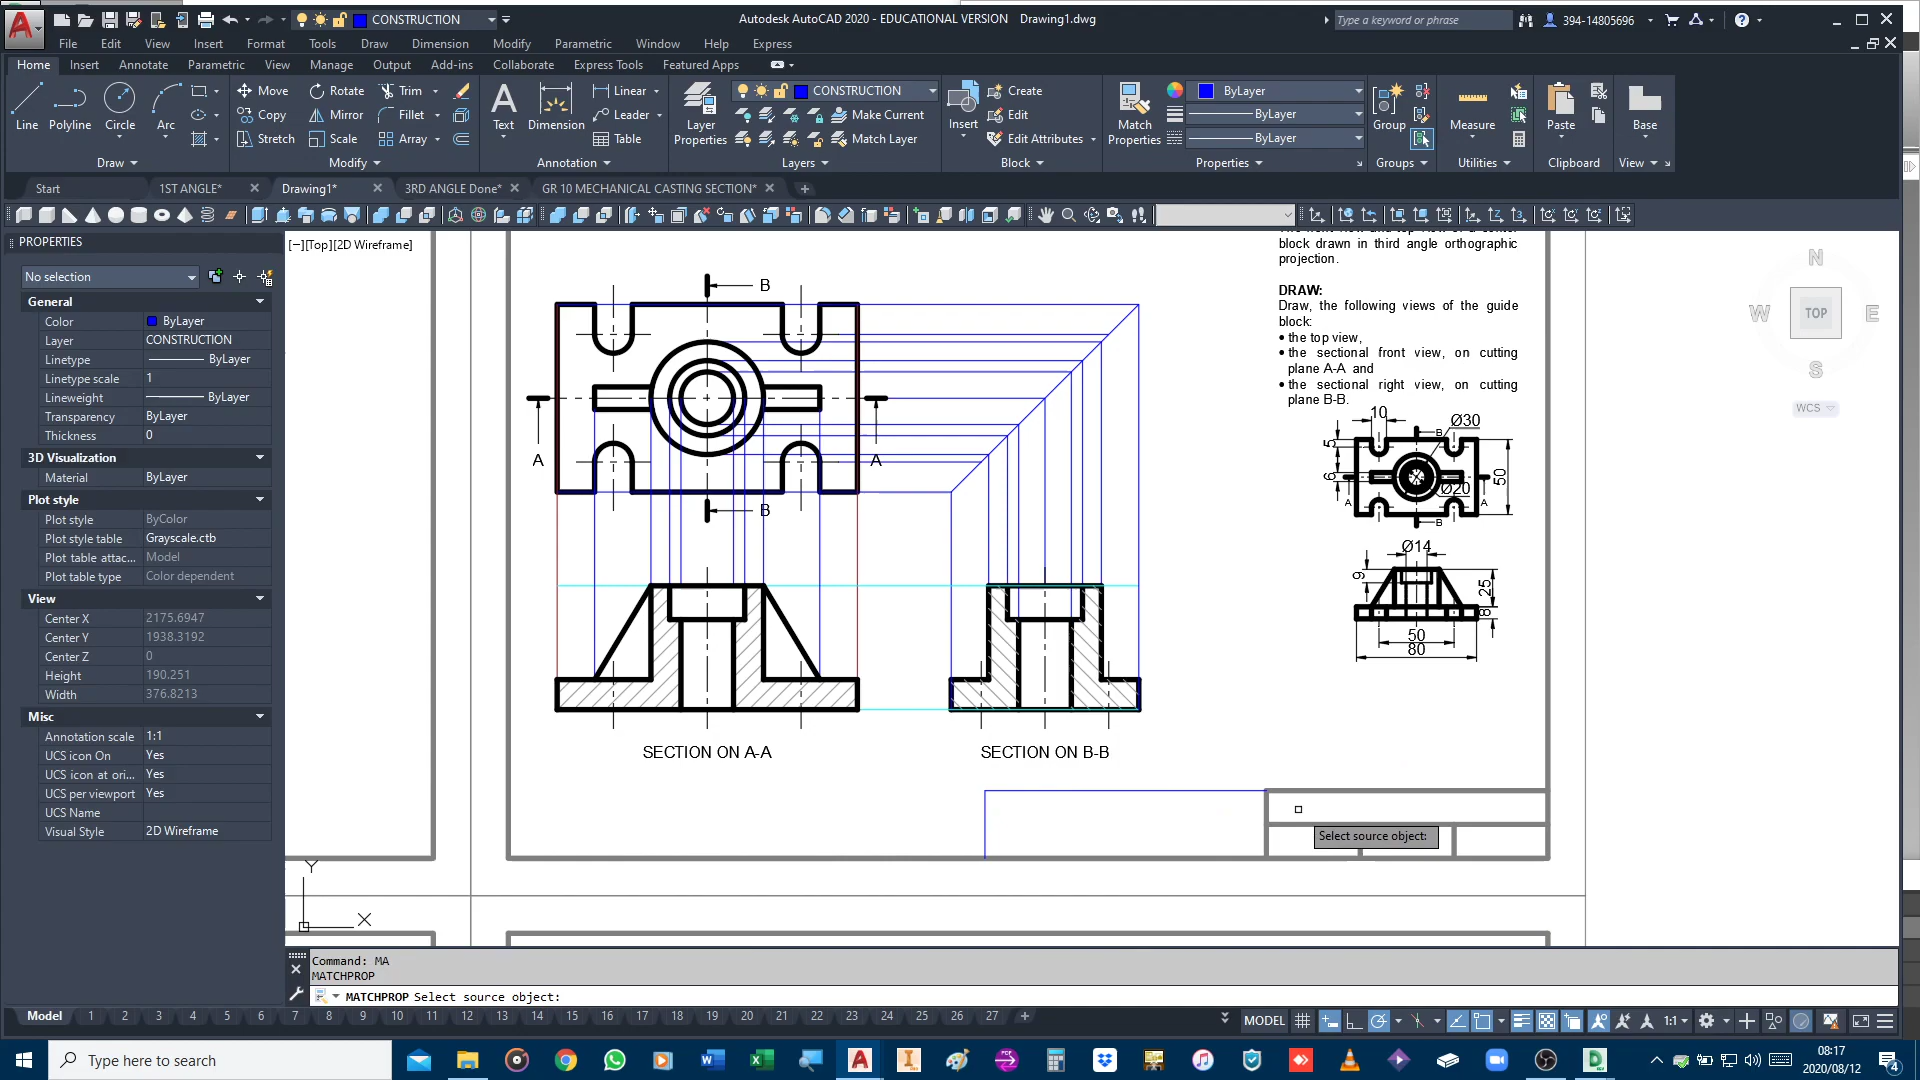 CONSTRUCTION
Autodesk AutoCAD 2020 - EDUCATIONAL VERSION Drawing1.dwg
Type a keyword or phrase
394-14805696
File Edit View Insert Format Tools Draw Dimension Modify Parametric Window Help Express
Home Insert Annotate Parametric View Manage Output Add-ins Collaborate Express Tools Featured Apps
Line Polyline Circle Arc
Move Rotate Trim
Copy Mirror Fillet
Stretch Scale Array
Text Dimension
Linear
Leader
Table
Layer Properties
CONSTRUCTION
Make Current
Match Layer
Insert
Create
Edit
Edit Attributes
Match Properties
ByLayer
ByLayer
ByLayer
Group
Measure
Paste
Base
Draw Modify Annotation Layers Block Properties Groups Utilities Clipboard View
Start 1ST ANGLE* Drawing1* 3RD ANGLE Done* GR 10 MECHANICAL CASTING SECTION*
PROPERTIES
No selection
General
Color ByLayer
Layer CONSTRUCTION
Linetype ByLayer
Linetype scale 1
Lineweight ByLayer
Transparency ByLayer
Thickness 0
3D Visualization
Material ByLayer
Plot style
Plot style ByColor
Plot style table Grayscale.ctb
Plot table attac... Model
Plot table type Color dependent
View
Center X 2175.6947
Center Y 1938.3192
Center Z 0
Height 190.251
Width 376.8213
Misc
Annotation scale 1:1
UCS icon On Yes
UCS icon at ori... Yes
UCS per viewport Yes
UCS Name
Visual Style 2D Wireframe
[−][Top][2D Wireframe]
B
A A
B
SECTION ON A-A SECTION ON B-B
block drawn in third angle orthographic
projection.
DRAW:
Draw, the following views of the guide
block:
• the top view,
• the sectional front view, on cutting
plane A-A and
• the sectional right view, on cutting
plane B-B.
10
Ø30
B
5
6
50
Ø20
A A
B
Ø14
9
25
8
50
80
N
W TOP E
S
WCS
Select source object:
Y
X
Command: MA
MATCHPROP
MATCHPROP Select source object:
Model 1 2 3 4 5 6 7 8 9 10 11 12 13 14 15 16 17 18 19 20 21 22 23 24 25 26 27
MODEL
1:1
Type here to search
08:17
2020/08/12
4